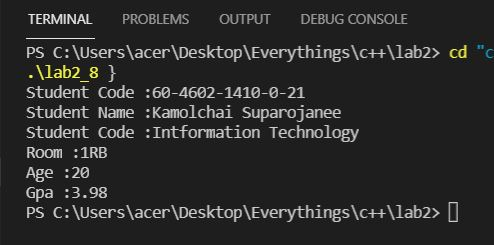 TERMINAL PROBLEMS OUTPUT DEBUG CONSOLE
PS C:\Users\acer\Desktop\Everythings\c++\lab2> cd "c
.\lab2_8 }
Student Code :60-4602-1410-0-21
Student Name :Kamolchai Suparojanee
Student Code :Intformation Technology
Room :1RB
Age :20
Gpa :3.98
PS C:\Users\acer\Desktop\Everythings\c++\lab2>